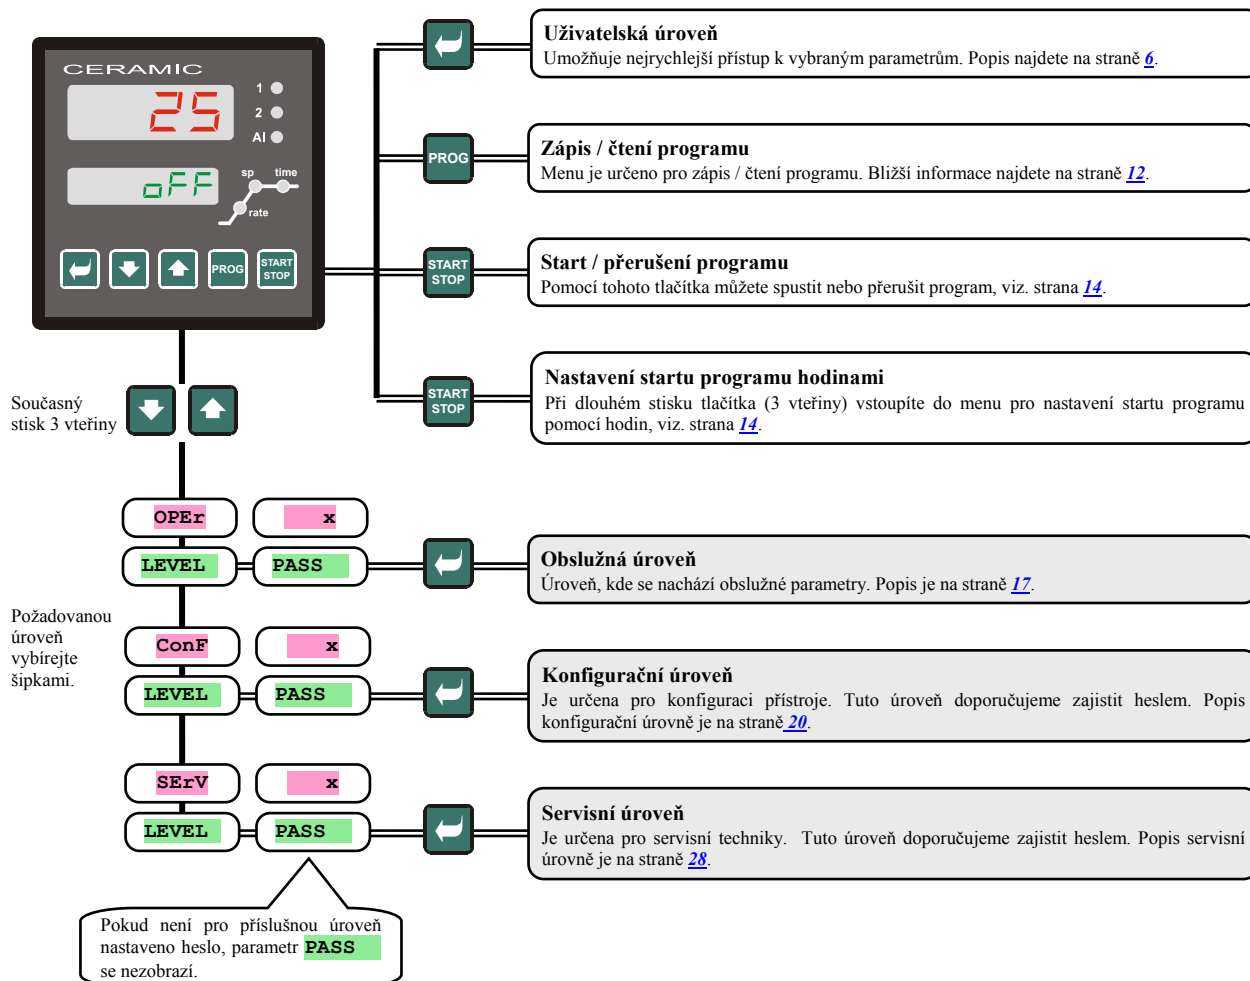 CERAMIC
25
1
2
AI
oFF
sp
time
rate
PROG
START
STOP
Uživatelská úroveň
Umožňuje nejrychlejší přístup k vybraným parametrům. Popis najdete na straně 6.
PROG
Zápis / čtení programu
Menu je určeno pro zápis / čtení programu. Bližší informace najdete na straně 12.
START
STOP
Start / přerušení programu
Pomocí tohoto tlačítka můžete spustit nebo přerušit program, viz. strana 14.
START
STOP
Nastavení startu programu hodinami
Při dlouhém stisku tlačítka (3 vteřiny) vstoupíte do menu pro nastavení startu programu
pomocí hodin, viz. strana 14.
Současný
stisk 3 vteřiny
OPEr
x
LEVEL
PASS
Obslužná úroveň
Úroveň, kde se nachází obslužné parametry. Popis je na straně 17.
Požadovanou
úroveň
vybírejte
šipkami.
ConF
x
LEVEL
PASS
Konfigurační úroveň
Je určena pro konfiguraci přístroje. Tuto úroveň doporučujeme zajistit heslem. Popis
konfigurační úrovně je na straně 20.
SErV
x
LEVEL
PASS
Servisní úroveň
Je určena pro servisní techniky. Tuto úroveň doporučujeme zajistit heslem. Popis servisní
úrovně je na straně 28.
Pokud není pro příslušnou úroveň
nastaveno heslo, parametr PASS
se nezobrazí.